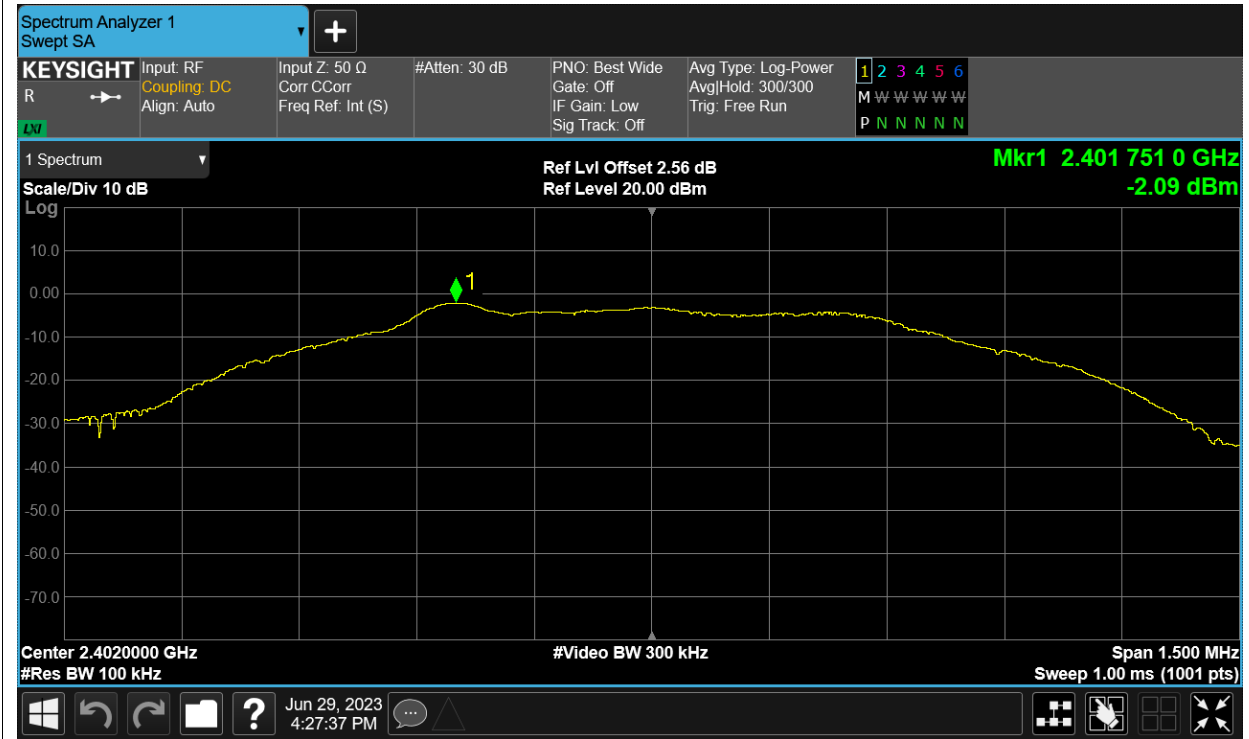 Spectrum Analyzer 1
Swept SA
KEYSIGHT
R
LXI
Input: RF
Coupling: DC
Align: Auto
Input Z: 50 Ω
Corr CCorr
Freq Ref: Int (S)
#Atten: 30 dB
PNO: Best Wide
Gate: Off
IF Gain: Low
Sig Track: Off
Avg Type: Log-Power
Avg|Hold: 300/300
Trig: Free Run
1 2 3 4 5 6
M W W W W W
P N N N N N
1 Spectrum
Scale/Div 10 dB
Ref Lvl Offset 2.56 dB
Ref Level 20.00 dBm
Mkr1 2.401 751 0 GHz
-2.09 dBm
Log
10.0
1
0.00
-10.0
-20.0
-30.0
-40.0
-50.0
-60.0
-70.0
Center 2.4020000 GHz
#Res BW 100 kHz
#Video BW 300 kHz
Span 1.500 MHz
Sweep 1.00 ms (1001 pts)
?
Jun 29, 2023
4:27:37 PM